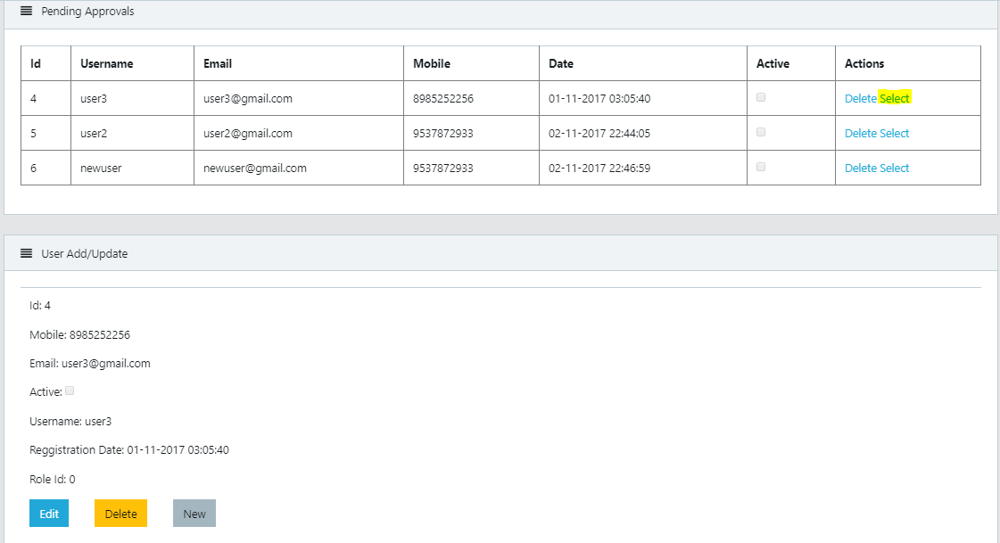 Pending Approvals
Id Username Email Mobile Date Active Actions
4 user3 user3@gmail.com 8985252256 01-11-2017 03:05:40 Delete Select
5 user2 user2@gmail.com 9537872933 02-11-2017 22:44:05 Delete Select
6 newuser newuser@gmail.com 9537872933 02-11-2017 22:46:59 Delete Select
User Add/Update
Id: 4
Mobile: 8985252256
Email: user3@gmail.com
Active:
Username: user3
Reggistration Date: 01-11-2017 03:05:40
Role Id: 0
Edit Delete New